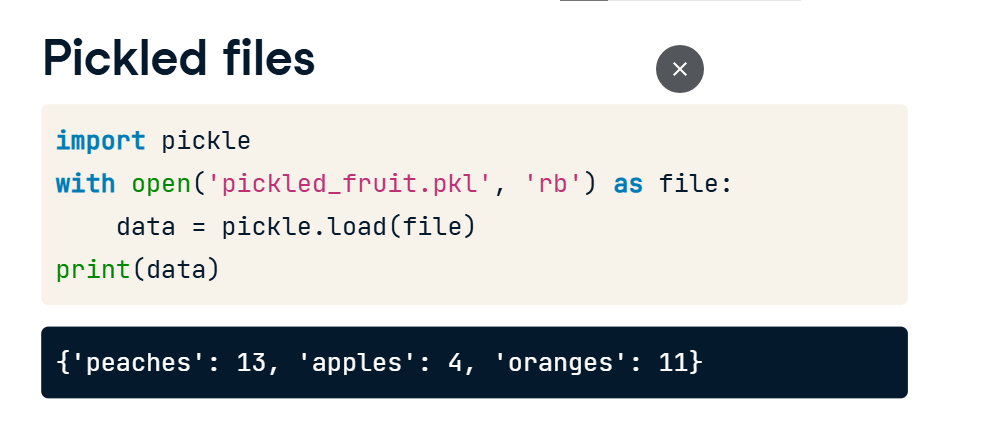 Pickled files
import pickle
with open('pickled_fruit.pkl', 'rb') as file:
    data = pickle.load(file)
print(data)
{'peaches': 13, 'apples': 4, 'oranges': 11}